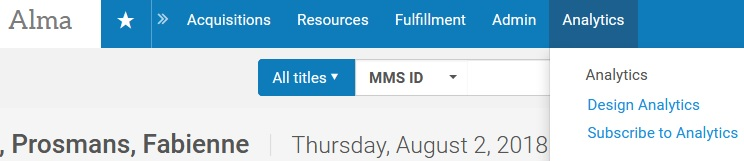 Alma ★ » Acquisitions Resources Fulfillment Admin Analytics
All titles ▾ MMS ID ▾
Analytics
Design Analytics
Subscribe to Analytics
, Prosmans, Fabienne Thursday, August 2, 2018